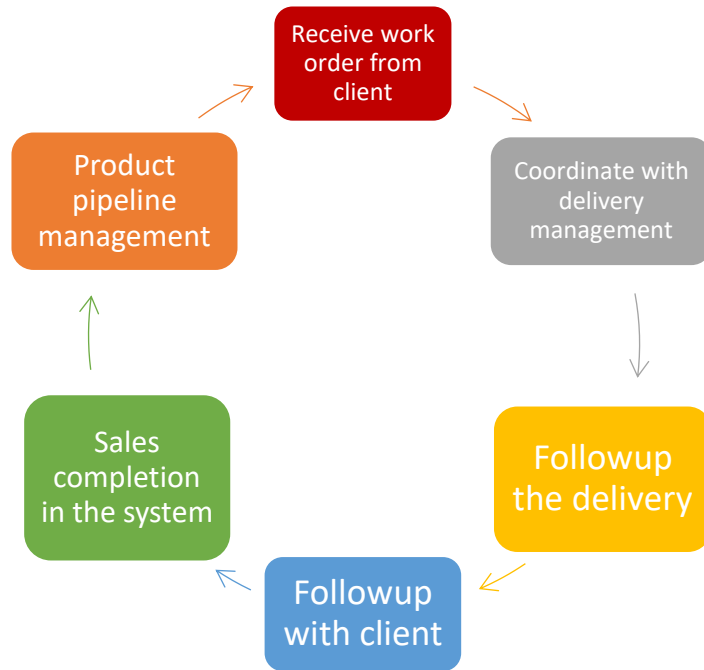 Receive work
order from
client
Coordinate with
delivery
management
Followup
the delivery
Followup
with client
Sales
completion
in the system
Product
pipeline
management